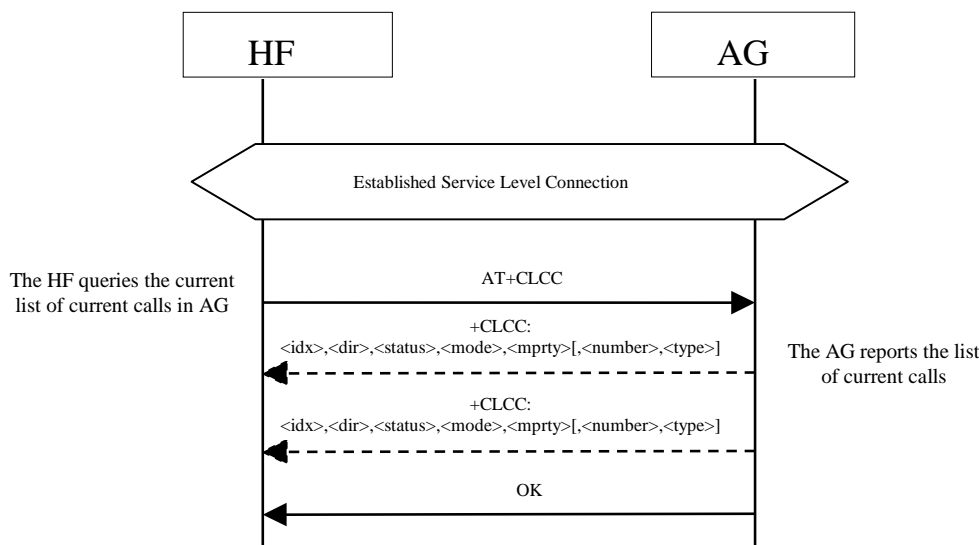 HF
AG
Established Service Level Connection
The HF queries the current
list of current calls in AG
AT+CLCC
+CLCC:
<idx>,<dir>,<status>,<mode>,<mprty>[,<number>,<type>]
The AG reports the list
of current calls
+CLCC:
<idx>,<dir>,<status>,<mode>,<mprty>[,<number>,<type>]
OK